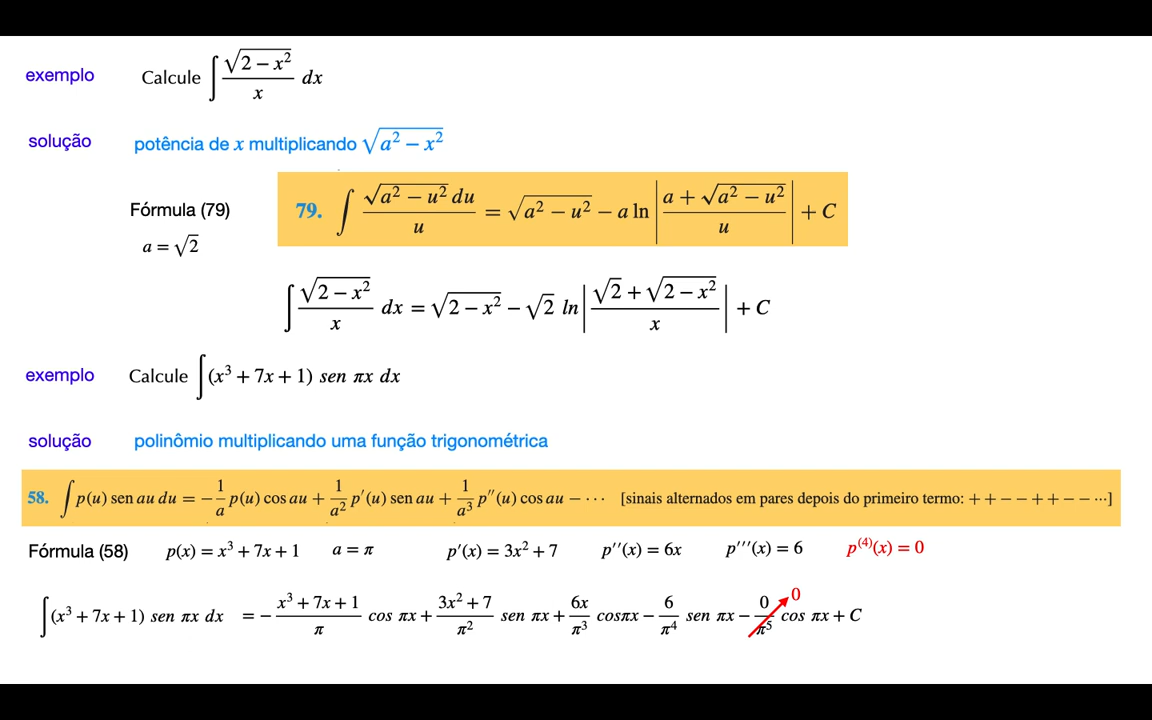 exemplo Calcule ∫ √(2 − x²) / x dx
solução potência de x multiplicando √(a² − x²)
Fórmula (79) 79. ∫ √(a² − u²) du / u = √(a² − u²) − a ln |(a + √(a² − u²)) / u| + C
a = √2
∫ √(2 − x²) / x dx = √(2 − x²) − √2 ln |(√2 + √(2 − x²)) / x| + C
exemplo Calcule ∫ (x³ + 7x + 1) sen πx dx
solução polinômio multiplicando uma função trigonométrica
58. ∫ p(u) sen au du = − 1/a p(u) cos au + 1/a² p′(u) sen au + 1/a³ p″(u) cos au − ··· [sinais alternados em pares depois do primeiro termo: + + − − + + − − ···]
Fórmula (58) p(x) = x³ + 7x + 1 a = π p′(x) = 3x² + 7 p′′(x) = 6x p′′′(x) = 6 p⁽⁴⁾(x) = 0
∫ (x³ + 7x + 1) sen πx dx = − (x³ + 7x + 1)/π cos πx + (3x² + 7)/π² sen πx + 6x/π³ cosπx − 6/π⁴ sen πx − 0/π⁵ 0 cos πx + C